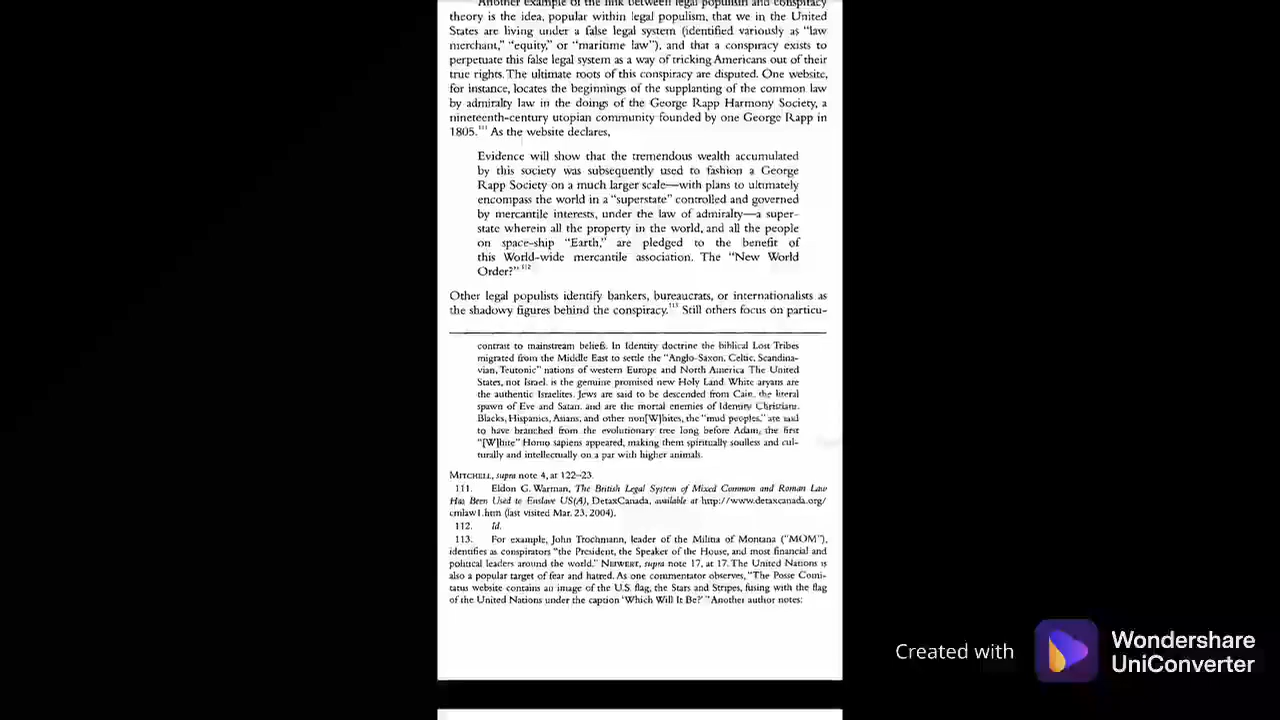 Another example of the link between legal populism and conspiracy
theory is the idea, popular within legal populism, that we in the United
States are living under a false legal system (identified variously as “law
merchant,” “equity,” or “maritime law”), and that a conspiracy exists to
perpetuate this false legal system as a way of tricking Americans out of their
true rights. The ultimate roots of this conspiracy are disputed. One website,
for instance, locates the beginnings of the supplanting of the common law
by admiralty law in the doings of the George Rapp Harmony Society, a
nineteenth-century utopian community founded by one George Rapp in
1805.111 As the website declares,
Evidence will show that the tremendous wealth accumulated
by this society was subsequently used to fashion a George
Rapp Society on a much larger scale—with plans to ultimately
encompass the world in a “superstate” controlled and governed
by mercantile interests, under the law of admiralty—a super-
state wherein all the property in the world, and all the people
on space-ship “Earth,” are pledged to the benefit of
this World-wide mercantile association. The “New World
Order?”112
Other legal populists identify bankers, bureaucrats, or internationalists as
the shadowy figures behind the conspiracy.113 Still others focus on particu-
contrast to mainstream beliefs. In Identity doctrine the biblical Lost Tribes
migrated from the Middle East to settle the “Anglo-Saxon, Celtic, Scandina-
vian, Teutonic” nations of western Europe and North America The United
States, not Israel, is the genuine promised new Holy Land. White aryans are
the authentic Israelites. Jews are said to be descended from Cain, the literal
spawn of Eve and Satan, and are the mortal enemies of Identity Christians.
Blacks, Hispanics, Asians, and other non[W]hites, the “mud peoples,” are said
to have branched from the evolutionary tree long before Adam, the first
“[W]hite” Homo sapiens appeared, making them spiritually soulless and cul-
turally and intellectually on a par with higher animals.
MITCHELL, supra note 4, at 122–23.
111. Eldon G. Warman, The British Legal System of Mixed Common and Roman Law
Has Been Used to Enslave US(A), DetaxCanada, available at http://www.detaxcanada.org/
cmlaw1.htm (last visited Mar. 23, 2004).
112. Id.
113. For example, John Trochmann, leader of the Militia of Montana (“MOM”),
identifies as conspirators “the President, the Speaker of the House, and most financial and
political leaders around the world.” NEIWERT, supra note 17, at 17. The United Nations is
also a popular target of fear and hatred. As one commentator observes, “The Posse Comi-
tatus website contains an image of the U.S. flag, the Stars and Stripes, fusing with the flag
of the United Nations under the caption ‘Which Will It Be?’ ” Another author notes:
Created with
Wondershare
UniConverter